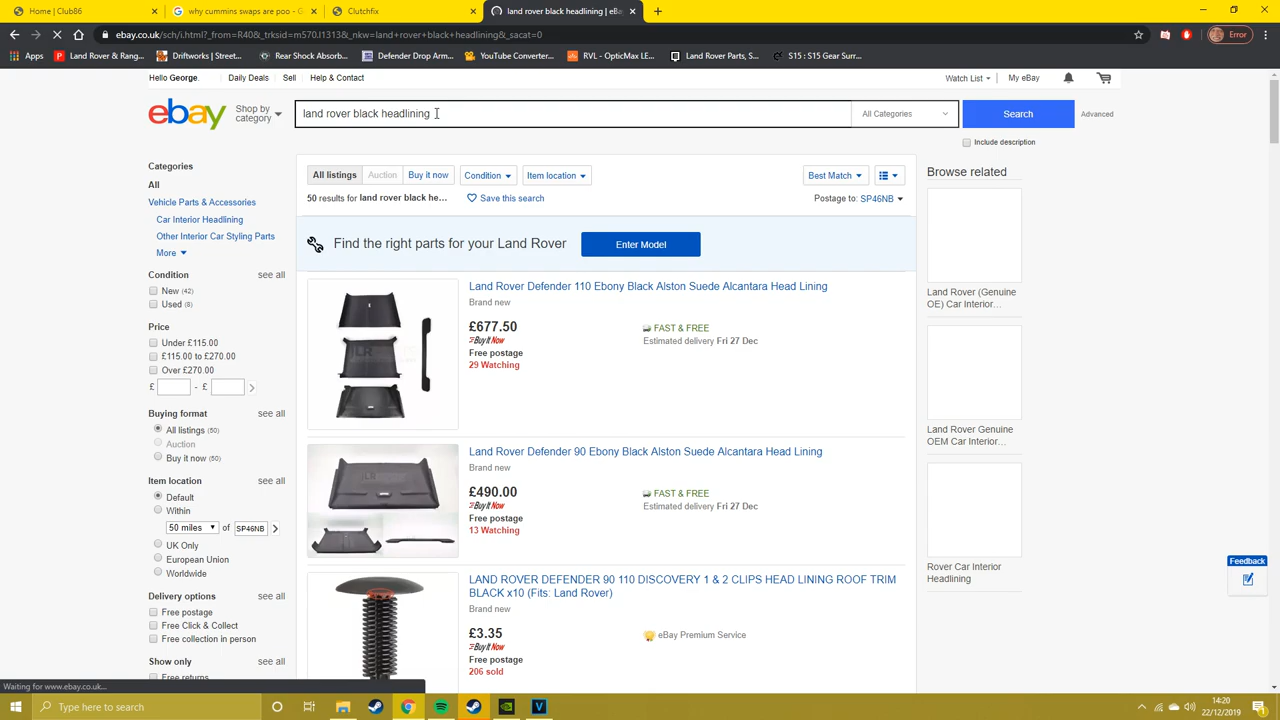 Home | Club86
why cummins swaps are poo - G
Clutchfix
land rover black headlining | eBa
ebay.co.uk/sch/i.html?_from=R40&_trksid=m570.l1313&_nkw=land+rover+black+headlining&_sacat=0
Error
Apps
Land Rover & Range...
Driftworks | Street...
Rear Shock Absorber...
Defender Drop Arm...
YouTube Converter...
RVL - OpticMax LE...
Land Rover Parts, S...
S15 : S15 Gear Sur...
Hello George.
Daily Deals
Sell
Help & Contact
Watch List
My eBay
ebay
Shop by category
land rover black headlining
All Categories
Search
Advanced
Include description
Categories
All
Vehicle Parts & Accessories
Car Interior Headlining
Other Interior Car Styling Parts
More
Condition
see all
New (42)
Used (8)
Price
Under £115.00
£115.00 to £270.00
Over £270.00
£ - £
Buying format
see all
All listings (50)
Auction
Buy it now (50)
Item location
see all
Default
Within
50 miles of SP46NB
UK Only
European Union
Worldwide
Delivery options
see all
Free postage
Free Click & Collect
Free collection in person
Show only
see all
Free returns
All listings
Auction
Buy it now
Condition
Item location
Best Match
50 results for land rover black he...
Save this search
Postage to: SP46NB
Find the right parts for your Land Rover
Enter Model
Land Rover Defender 110 Ebony Black Alston Suede Alcantara Head Lining
Brand new
£677.50
Buy It Now
Free postage
29 Watching
FAST & FREE
Estimated delivery Fri 27 Dec
Land Rover Defender 90 Ebony Black Alston Suede Alcantara Head Lining
Brand new
£490.00
Buy It Now
Free postage
13 Watching
FAST & FREE
Estimated delivery Fri 27 Dec
LAND ROVER DEFENDER 90 110 DISCOVERY 1 & 2 CLIPS HEAD LINING ROOF TRIM
BLACK x10 (Fits: Land Rover)
Brand new
£3.35
Buy It Now
Free postage
206 sold
eBay Premium Service
Browse related
Land Rover (Genuine
OE) Car Interior...
Land Rover Genuine
OEM Car Interior...
Rover Car Interior
Headlining
Feedback
Waiting for www.ebay.co.uk...
Type here to search
14:20
22/12/2019